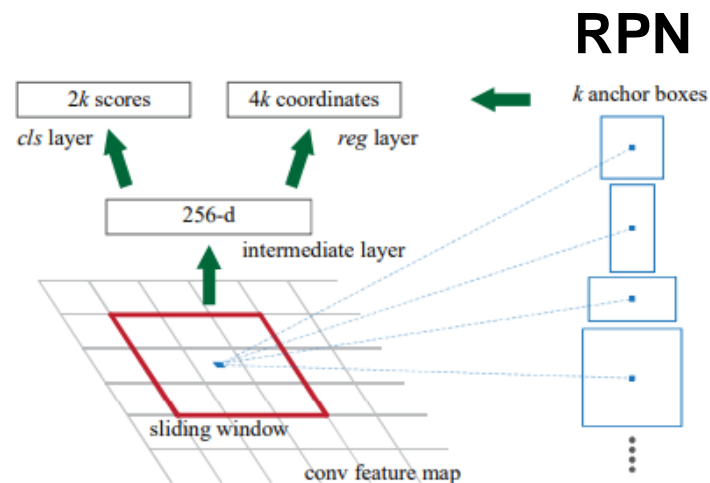 RPN
2k scores
4k coordinates
k anchor boxes
cls layer
reg layer
256-d
intermediate layer
sliding window
conv feature map